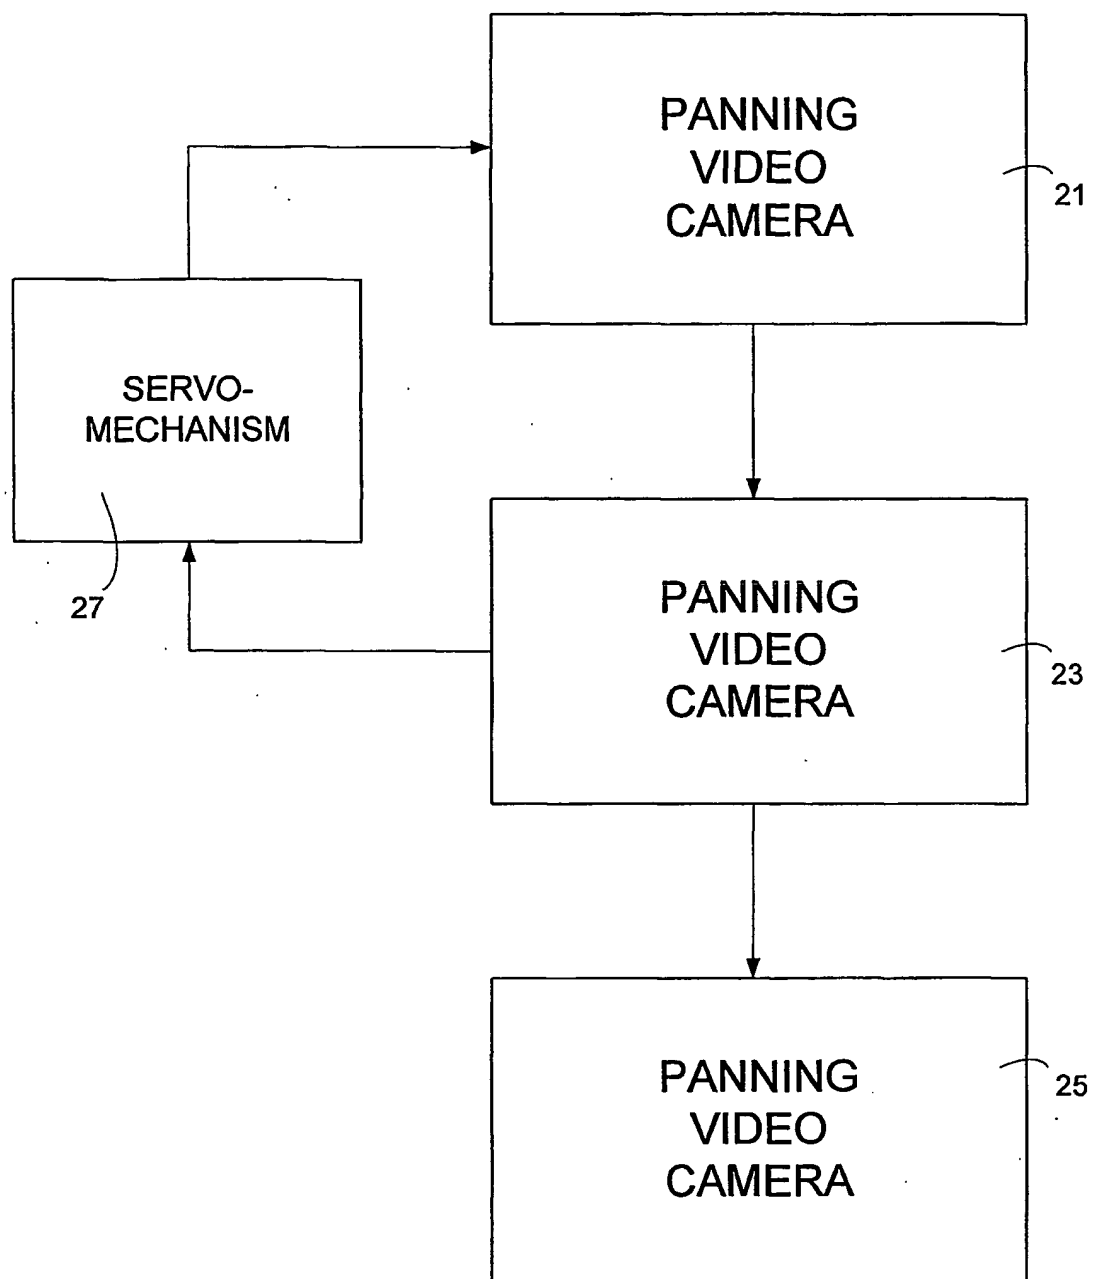 PANNING
VIDEO
CAMERA
21
SERVO-
MECHANISM
27
PANNING
VIDEO
CAMERA
23
PANNING
VIDEO
CAMERA
25